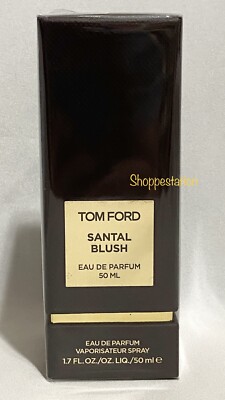 TOM FORD
SANTAL
BLUSH
EAU DE PARFUM
50 ML
EAU DE PARFUM
VAPORISATEUR SPRAY
1.7 FL.OZ./OZ. LIQ./50 ml e